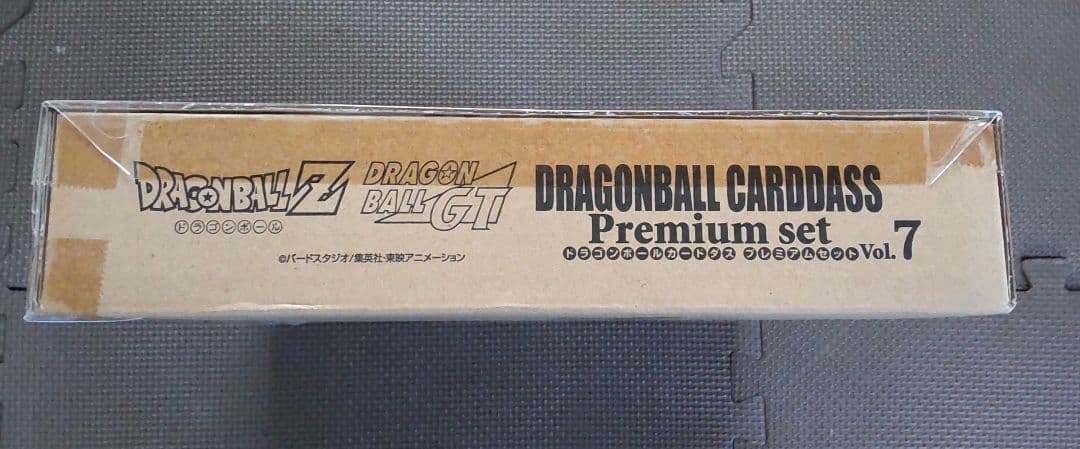 DRAGONBALL Z
ドラゴンボール
DRAGON
BALL GT
©バードスタジオ/集英社・東映アニメーション
DRAGONBALL CARDDASS
Premium set
ドラゴンボールカードダス プレミアムセット Vol.7